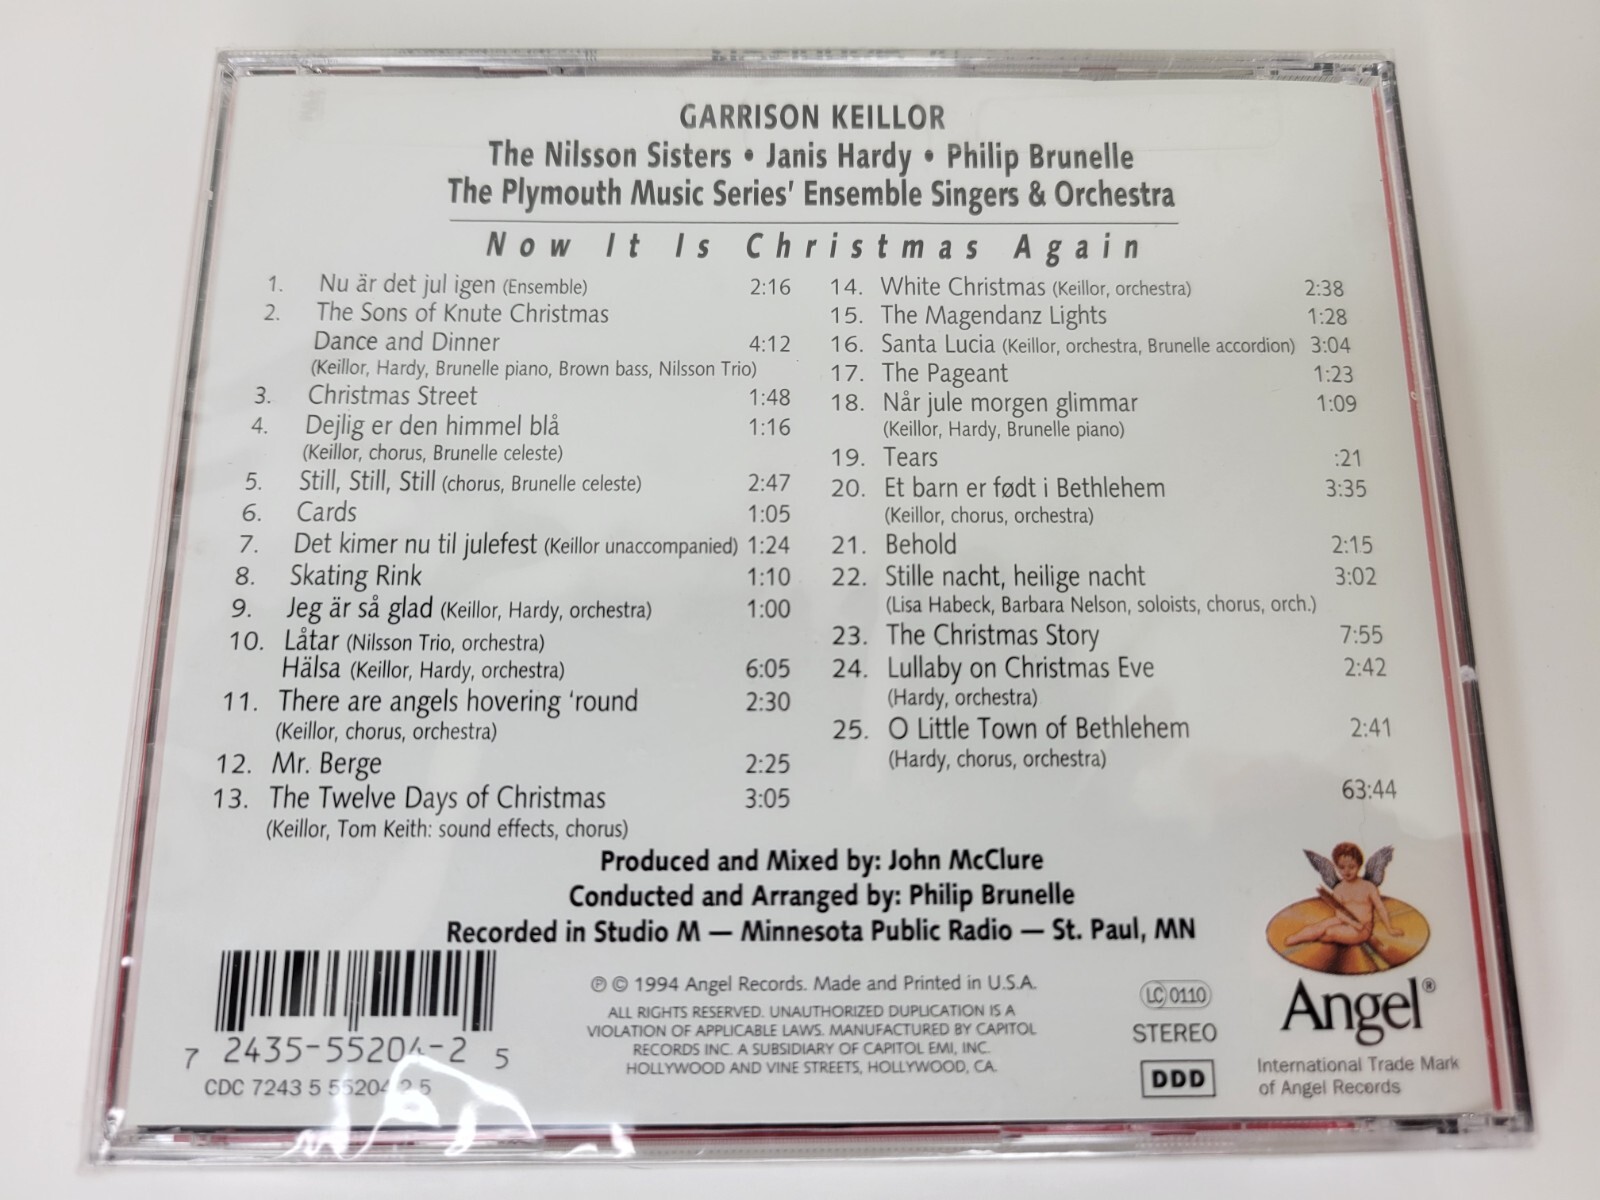 GARRISON KEILLOR
The Nilsson Sisters • Janis Hardy • Philip Brunelle
The Plymouth Music Series' Ensemble Singers & Orchestra
Now It Is Christmas Again
1. Nu är det jul igen (Ensemble) 2:16
2. The Sons of Knute Christmas
Dance and Dinner 4:12
(Keillor, Hardy, Brunelle piano, Brown bass, Nilsson Trio)
3. Christmas Street 1:48
4. Dejlig er den himmel blå 1:16
(Keillor, chorus, Brunelle celeste)
5. Still, Still, Still (chorus, Brunelle celeste) 2:47
6. Cards 1:05
7. Det kimer nu til julefest (Keillor unaccompanied) 1:24
8. Skating Rink 1:10
9. Jeg är så glad (Keillor, Hardy, orchestra) 1:00
10. Låtar (Nilsson Trio, orchestra)
Hälsa (Keillor, Hardy, orchestra) 6:05
11. There are angels hovering 'round 2:30
(Keillor, chorus, orchestra)
12. Mr. Berge 2:25
13. The Twelve Days of Christmas 3:05
(Keillor, Tom Keith: sound effects, chorus)
14. White Christmas (Keillor, orchestra) 2:38
15. The Magendanz Lights 1:28
16. Santa Lucia (Keillor, orchestra, Brunelle accordion) 3:04
17. The Pageant 1:23
18. Når jule morgen glimmar 1:09
(Keillor, Hardy, Brunelle piano)
19. Tears :21
20. Et barn er født i Bethlehem 3:35
(Keillor, chorus, orchestra)
21. Behold 2:15
22. Stille nacht, heilige nacht 3:02
(Lisa Habeck, Barbara Nelson, soloists, chorus, orch.)
23. The Christmas Story 7:55
24. Lullaby on Christmas Eve 2:42
(Hardy, orchestra)
25. O Little Town of Bethlehem 2:41
(Hardy, chorus, orchestra)
63:44
Produced and Mixed by: John McClure
Conducted and Arranged by: Philip Brunelle
Recorded in Studio M — Minnesota Public Radio — St. Paul, MN
7 2435-55204-2 5
CDC 7243 5 55204 2 5
℗ © 1994 Angel Records. Made and Printed in U.S.A.
ALL RIGHTS RESERVED. UNAUTHORIZED DUPLICATION IS A
VIOLATION OF APPLICABLE LAWS. MANUFACTURED BY CAPITOL
RECORDS INC. A SUBSIDIARY OF CAPITOL EMI, INC.
HOLLYWOOD AND VINE STREETS, HOLLYWOOD, CA.
LC 0110
STEREO
DDD
Angel®
International Trade Mark
of Angel Records